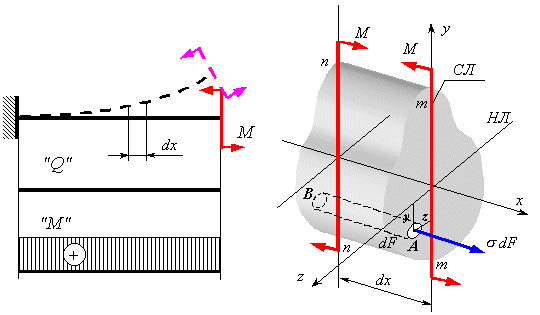 M
dx
"Q"
"M"
+
y
M
M
n
СЛ
m
НЛ
x
B
y
z
dF
A
σ dF
n
m
z
dx